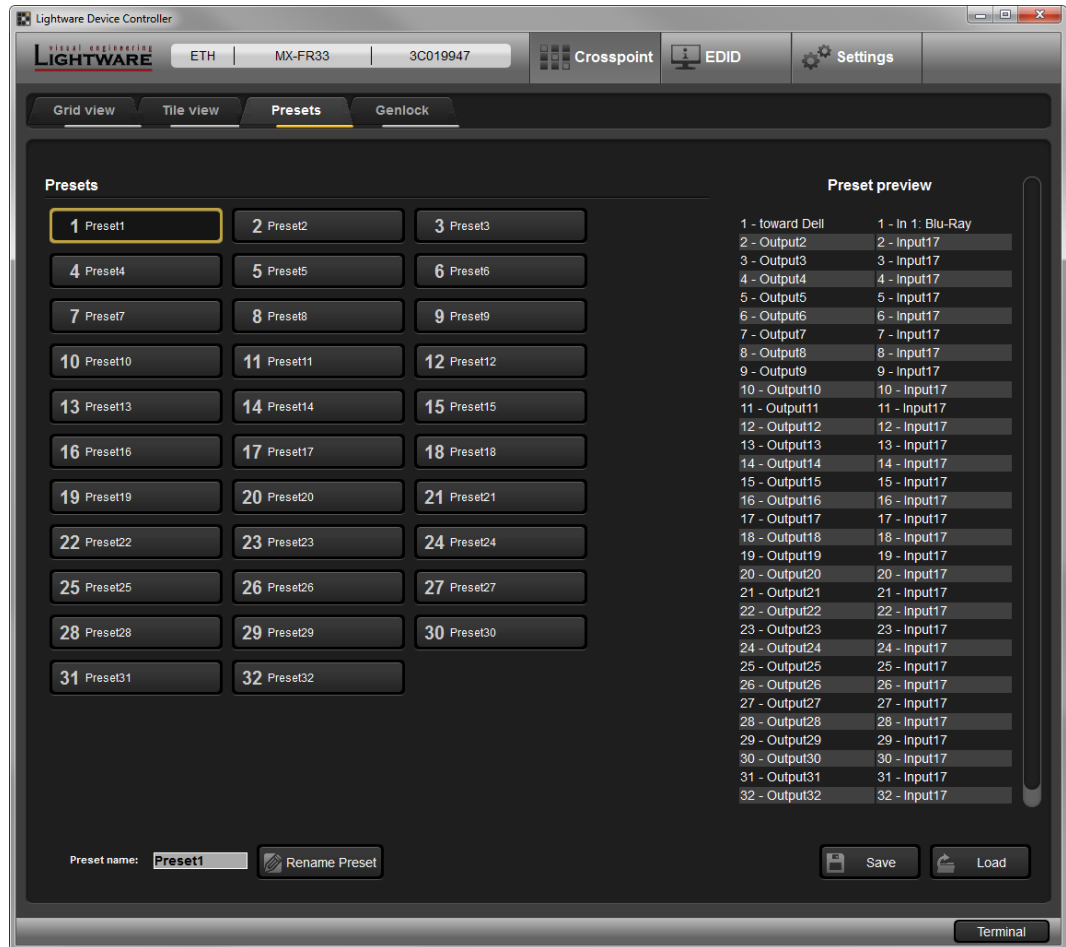 Lightware Device Controller
visual engineering
LIGHTWARE
ETH | MX-FR33 | 3C019947
Crosspoint
EDID
Settings
Grid view
Tile view
Presets
Genlock
Presets
1 Preset1
2 Preset2
3 Preset3
4 Preset4
5 Preset5
6 Preset6
7 Preset7
8 Preset8
9 Preset9
10 Preset10
11 Preset11
12 Preset12
13 Preset13
14 Preset14
15 Preset15
16 Preset16
17 Preset17
18 Preset18
19 Preset19
20 Preset20
21 Preset21
22 Preset22
23 Preset23
24 Preset24
25 Preset25
26 Preset26
27 Preset27
28 Preset28
29 Preset29
30 Preset30
31 Preset31
32 Preset32
Preset preview
1 - toward Dell 1 - In 1: Blu-Ray
2 - Output2 2 - Input17
3 - Output3 3 - Input17
4 - Output4 4 - Input17
5 - Output5 5 - Input17
6 - Output6 6 - Input17
7 - Output7 7 - Input17
8 - Output8 8 - Input17
9 - Output9 9 - Input17
10 - Output10 10 - Input17
11 - Output11 11 - Input17
12 - Output12 12 - Input17
13 - Output13 13 - Input17
14 - Output14 14 - Input17
15 - Output15 15 - Input17
16 - Output16 16 - Input17
17 - Output17 17 - Input17
18 - Output18 18 - Input17
19 - Output19 19 - Input17
20 - Output20 20 - Input17
21 - Output21 21 - Input17
22 - Output22 22 - Input17
23 - Output23 23 - Input17
24 - Output24 24 - Input17
25 - Output25 25 - Input17
26 - Output26 26 - Input17
27 - Output27 27 - Input17
28 - Output28 28 - Input17
29 - Output29 29 - Input17
30 - Output30 30 - Input17
31 - Output31 31 - Input17
32 - Output32 32 - Input17
Preset name: Preset1
Rename Preset
Save
Load
Terminal